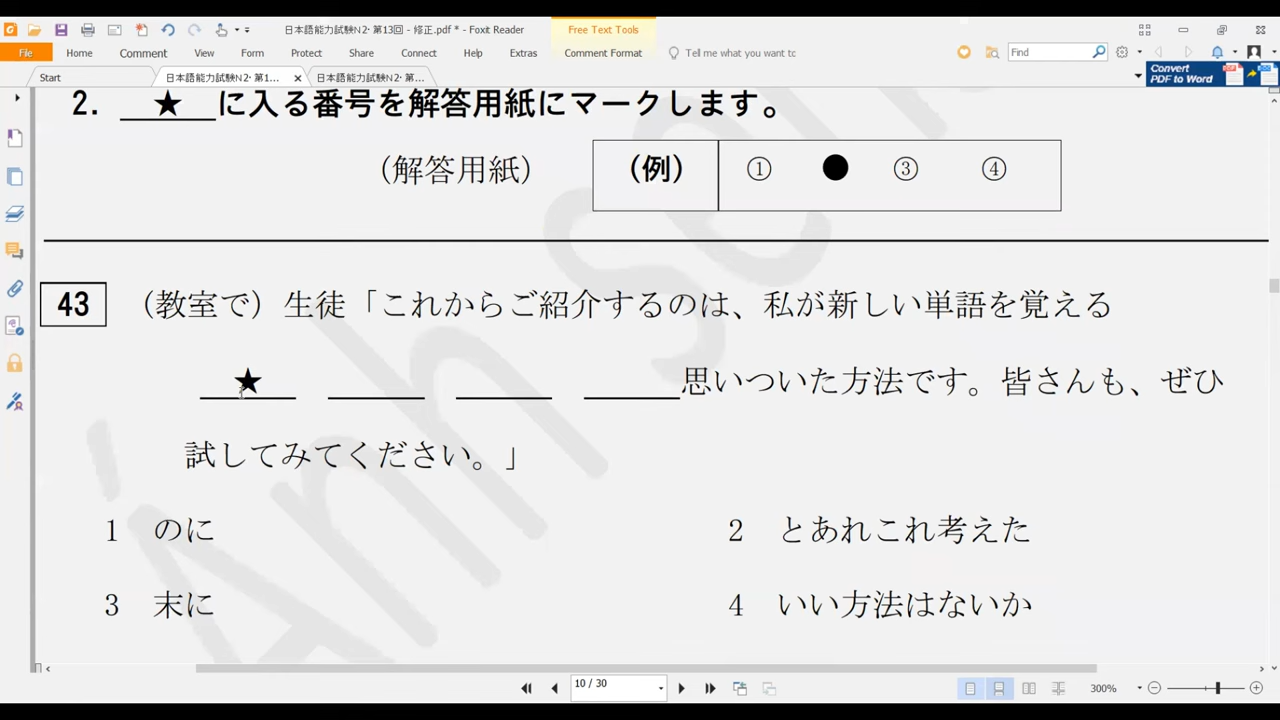 日本語能力試験N2· 第13回 - 修正.pdf * - Foxit Reader
Free Text Tools
File Home Comment View Form Protect Share Connect Help Extras Comment Format Tell me what you want to Find
Start 日本語能力試験N2· 第1... 日本語能力試験N2· 第...
Convert
PDF to Word
2. ★ に入る番号を解答用紙にマークします。
(解答用紙) (例) ① ● ③ ④
43 (教室で) 生徒「これからご紹介するのは、私が新しい単語を覚える
★ 思いついた方法です。皆さんも、ぜひ
試してみてください。」
1 のに 2 とあれこれ考えた
3 末に 4 いい方法はないか
Ánh sen
10 / 30 300%